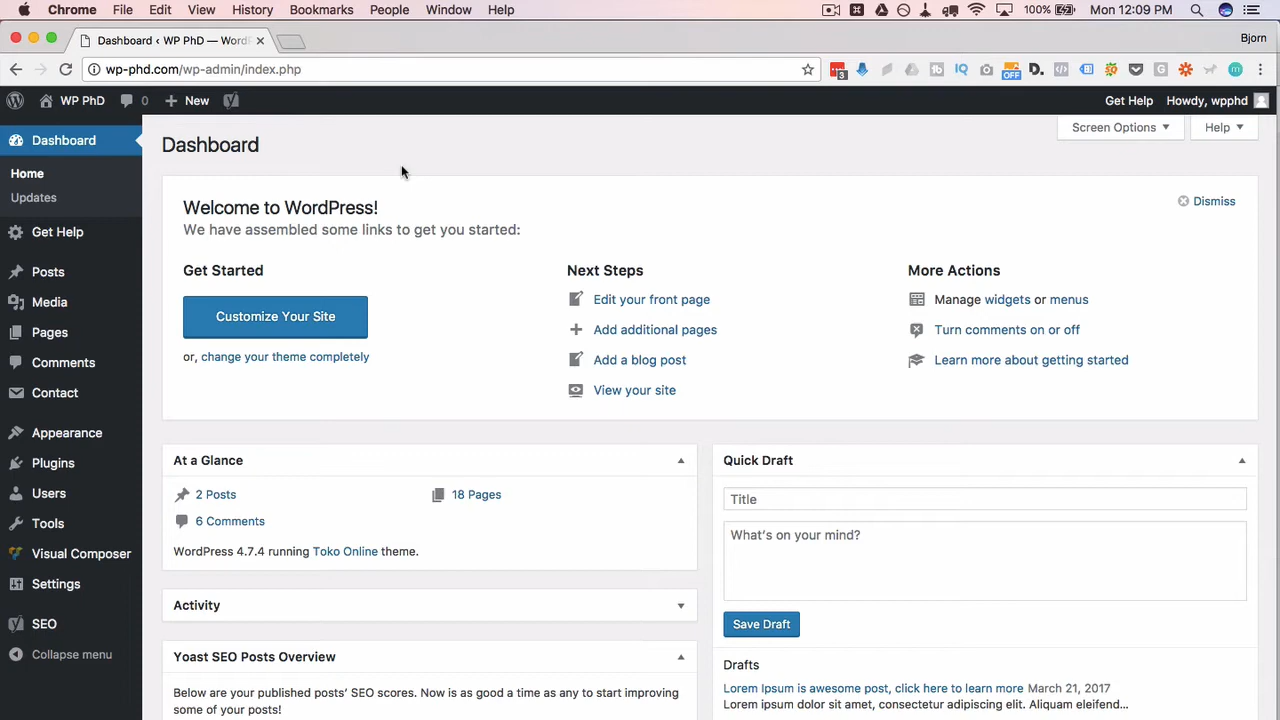 Chrome File Edit View History Bookmarks People Window Help 100% Mon 12:09 PM
Dashboard ‹ WP PhD — Word Bjorn
wp-phd.com/wp-admin/index.php 3 OFF
WP PhD 0 New Get Help Howdy, wpphd
Dashboard
Home
Updates
Get Help
Posts
Media
Pages
Comments
Contact
Appearance
Plugins
Users
Tools
Visual Composer
Settings
SEO
Collapse menu
Screen Options Help
Dashboard
Welcome to WordPress!
We have assembled some links to get you started:
Dismiss
Get Started
Customize Your Site
or, change your theme completely
Next Steps
Edit your front page
Add additional pages
Add a blog post
View your site
More Actions
Manage widgets or menus
Turn comments on or off
Learn more about getting started
At a Glance
2 Posts 18 Pages
6 Comments
WordPress 4.7.4 running Toko Online theme.
Activity
Yoast SEO Posts Overview
Below are your published posts' SEO scores. Now is as good a time as any to start improving
some of your posts!
Quick Draft
Title
What's on your mind?
Save Draft
Drafts
Lorem Ipsum is awesome post, click here to learn more March 21, 2017
Lorem ipsum dolor sit amet, consectetur adipiscing elit. Aliquam eleifend...